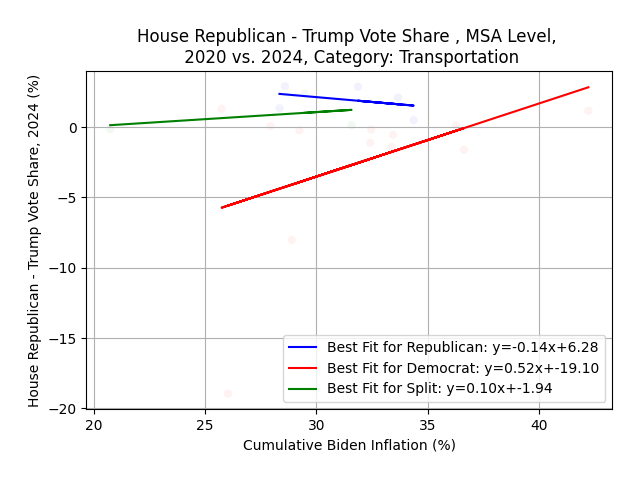 House Republican - Trump Vote Share , MSA Level,
2020 vs. 2024, Category: Transportation
House Republican - Trump Vote Share, 2024 (%)
0
−5
−10
−15
−20
20
25
30
35
40
Cumulative Biden Inflation (%)
Best Fit for Republican: y=-0.14x+6.28
Best Fit for Democrat: y=0.52x+-19.10
Best Fit for Split: y=0.10x+-1.94